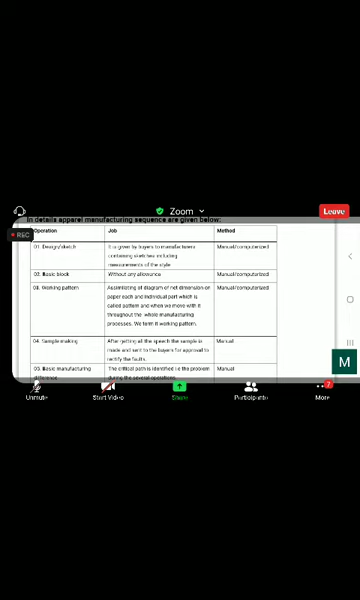 Zoom
Leave
In details apparel manufacturing sequence are given below:
REC
Operation Job Method
01. Design/sketch It is given by buyers to manufacturers Manual/computerized
containing sketches including
measurements of the style
02. Basic block Without any allowance Manual/computerized
03. Working pattern Assimilating of diagram of net dimension on Manual/computerized
paper each and individual part which is
called pattern and when we move with it
throughout the whole manufacturing
processes. We term it working pattern.
04. Sample making After getting all the speech the sample is Manual
made and sent to the buyers for approval to
rectify the faults.
05. Basic manufacturing The critical path is identified i.e the problem Manual
difference during the several operations.
M
7
Unmute Start Video Share Participants More